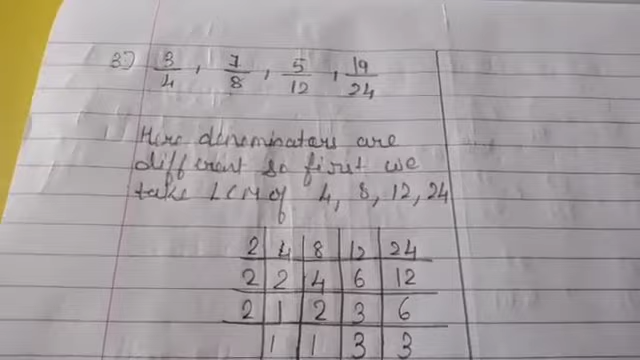 3) 3/4, 7/8, 5/12, 19/24
Here denominators are
different so first we
take LCM of 4, 8, 12, 24
2 | 4 | 8 | 12 | 24
2 | 2 | 4 | 6 | 12
2 | 1 | 2 | 3 | 6
| 1 | 1 | 3 | 3